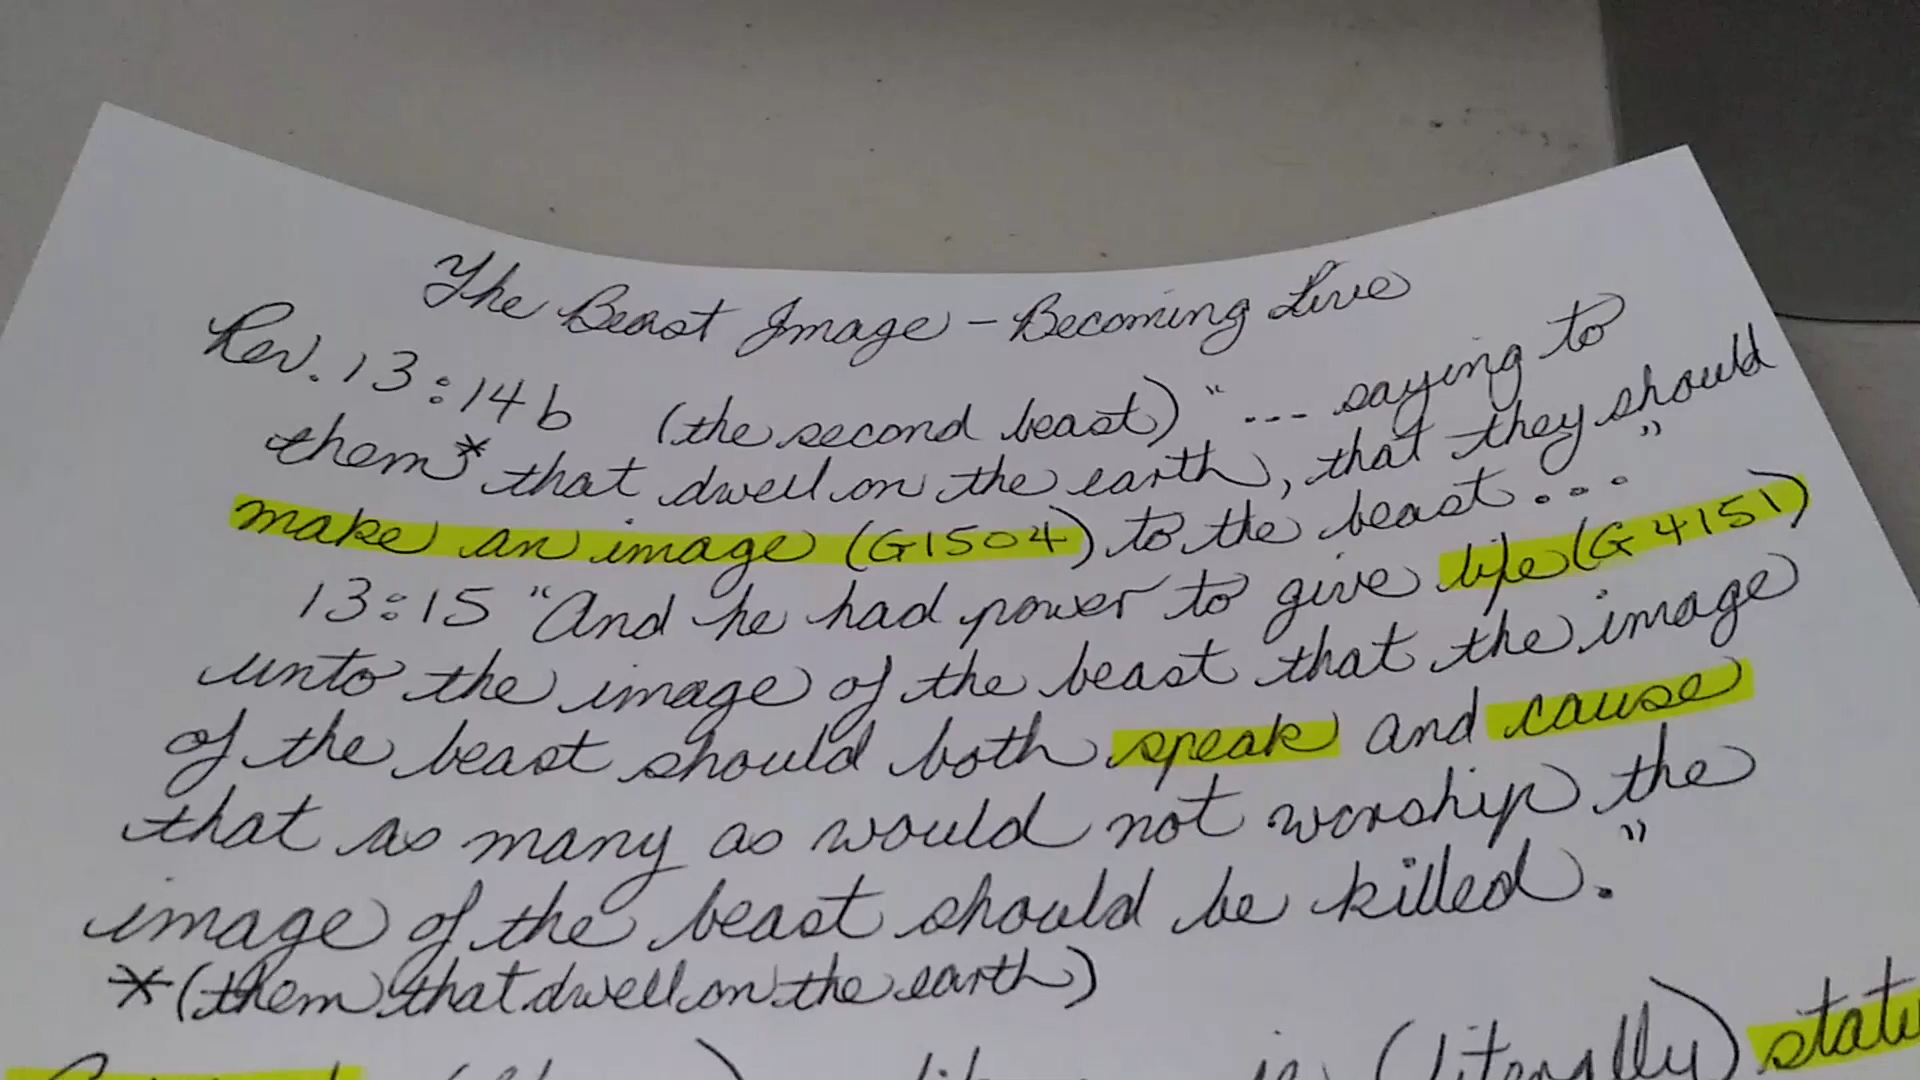 The Beast Image - Becoming Live
Rev. 13:14b (the second beast) "... saying to
them* that dwell on the earth, that they should
make an image (G1504) to the beast..."
13:15 "And he had power to give life (G4151)
unto the image of the beast that the image
of the beast should both speak and cause
that as many as would not worship the
image of the beast should be killed."
*(them that dwell on the earth)
(literally)